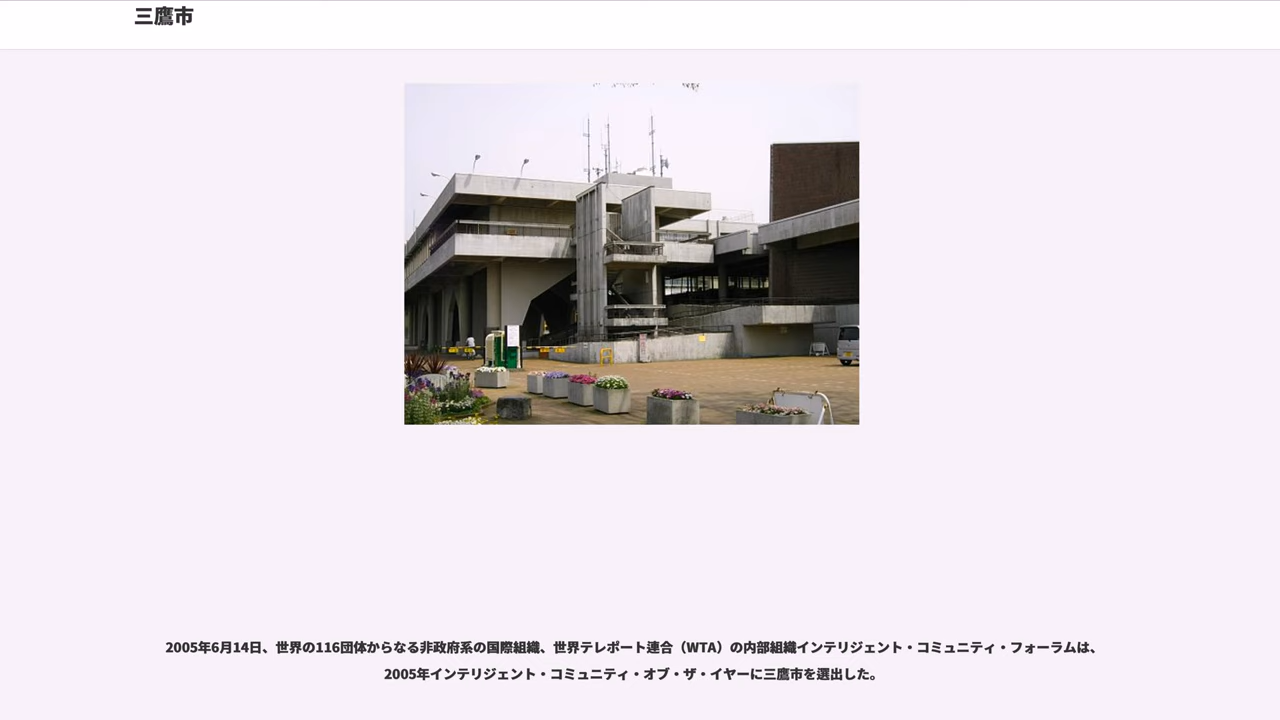 三鷹市
2005年6月14日、世界の116団体からなる非政府系の国際組織、世界テレポート連合（WTA）の内部組織インテリジェント・コミュニティ・フォーラムは、
2005年インテリジェント・コミュニティ・オブ・ザ・イヤーに三鷹市を選出した。